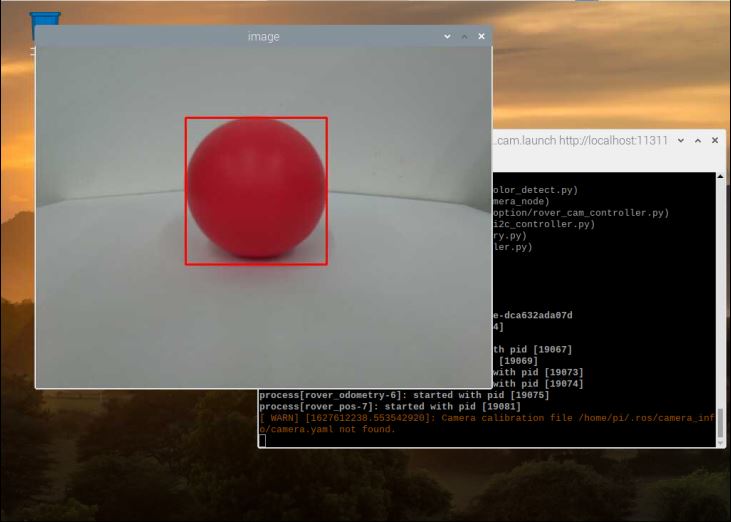 image
..cam.launch http://localhost:11311
olor_detect.py)
mera_node)
option/rover_cam_controller.py)
i2c_controller.py)
ry.py)
ler.py)
e-dca632ada07d
4]
th pid [19067]
[19069]
with pid [19073]
with pid [19074]
process[rover_odometry-6]: started with pid [19075]
process[rover_pos-7]: started with pid [19081]
[ WARN] [1627612238.553542920]: Camera calibration file /home/pi/.ros/camera_inf
o/camera.yaml not found.